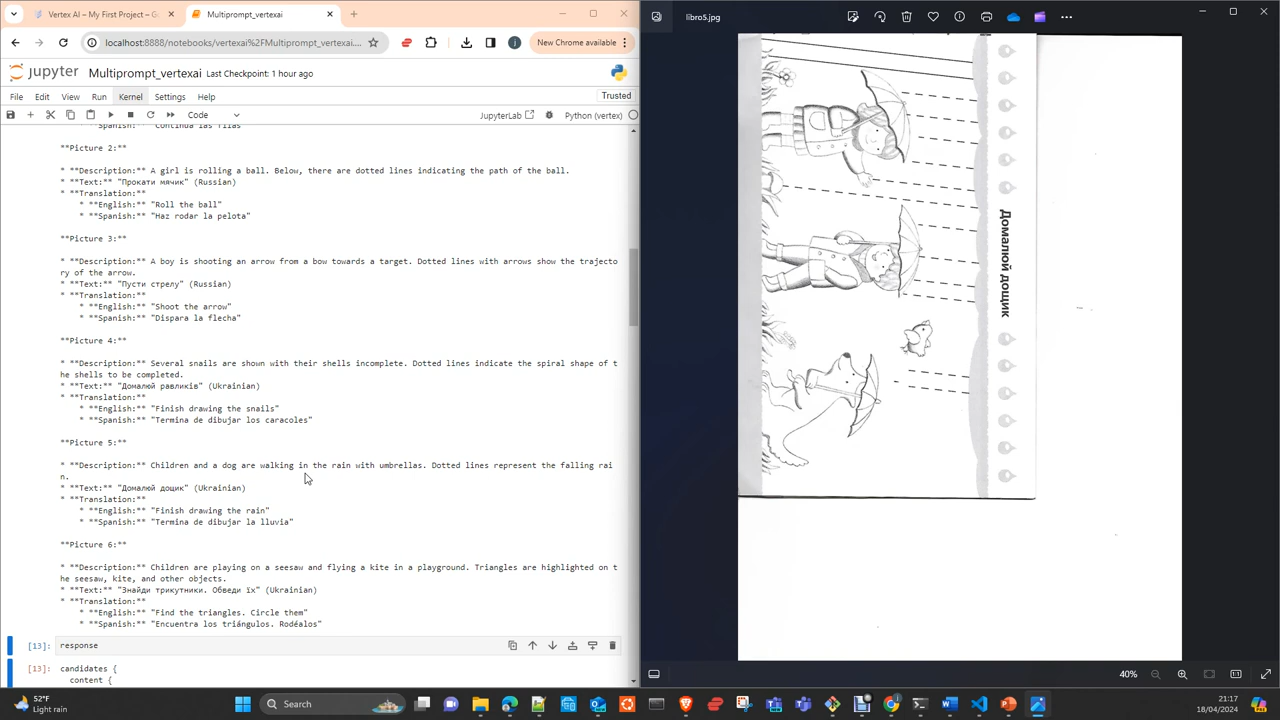 Vertex AI – My First Project – G
Multiprompt_vertexai
libro5.jpg
localhost:8888/notebooks/vertexai%2FMultiprompt_vertexai....
New Chrome available
jupyter Multiprompt_vertexai Last Checkpoint: 1 hour ago
File Edit View Run Kernel Settings Help
Trusted
Code
JupyterLab
Python (vertex)
**Picture 2:**
* **Description:** A girl is rolling a ball. Below, there are dotted lines indicating the path of the ball.
* **Text:** "Прокати мячик" (Russian)
* **Translation:**
* **English:** "Roll the ball"
* **Spanish:** "Haz rodar la pelota"
**Picture 3:**
* **Description:** A boy is shooting an arrow from a bow towards a target. Dotted lines with arrows show the trajecto
ry of the arrow.
* **Text:** "Пусти стрелу" (Russian)
* **Translation:**
* **English:** "Shoot the arrow"
* **Spanish:** "Dispara la flecha"
**Picture 4:**
* **Description:** Several snails are shown with their shells incomplete. Dotted lines indicate the spiral shape of t
he shells to be completed.
* **Text:** "Домалюй равликів" (Ukrainian)
* **Translation:**
* **English:** "Finish drawing the snails"
* **Spanish:** "Termina de dibujar los caracoles"
**Picture 5:**
* **Description:** Children and a dog are walking in the rain with umbrellas. Dotted lines represent the falling rai
n.
* **Text:** "Домалюй дощик" (Ukrainian)
* **Translation:**
* **English:** "Finish drawing the rain"
* **Spanish:** "Termina de dibujar la lluvia"
**Picture 6:**
* **Description:** Children are playing on a seesaw and flying a kite in a playground. Triangles are highlighted on t
he seesaw, kite, and other objects.
* **Text:** "Знайди трикутники. Обведи їх" (Ukrainian)
* **Translation:**
* **English:** "Find the triangles. Circle them"
* **Spanish:** "Encuentra los triángulos. Rodéalos"
[13]: response
[13]: candidates {
content {
Домалюй дощик
40%
52°F
Light rain
Search
21:17
18/04/2024